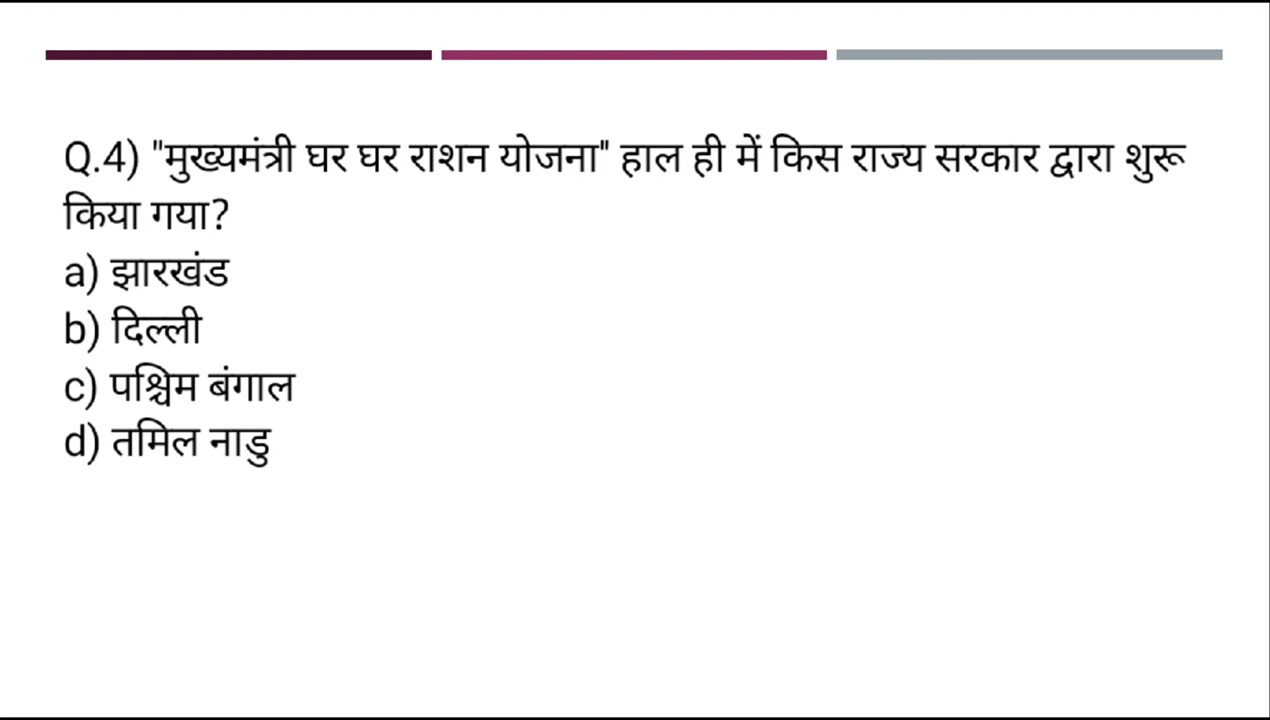 Q.4) "मुख्यमंत्री घर घर राशन योजना" हाल ही में किस राज्य सरकार द्वारा शुरू
किया गया?
a) झारखंड
b) दिल्ली
c) पश्चिम बंगाल
d) तमिल नाडु